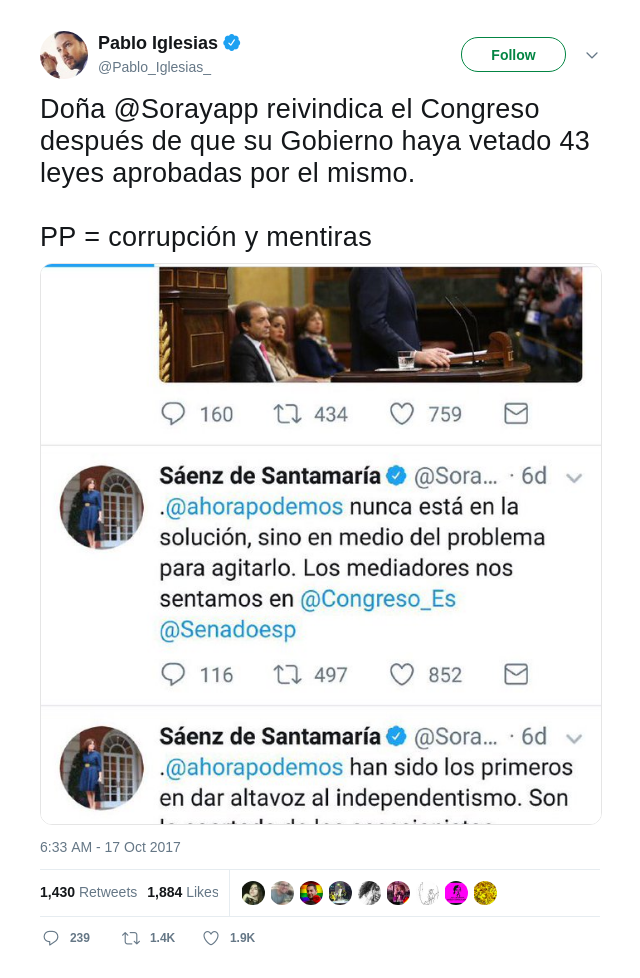 Pablo Iglesias
@Pablo_Iglesias_
Follow
Doña @Sorayapp reivindica el Congreso
después de que su Gobierno haya vetado 43
leyes aprobadas por el mismo.
PP = corrupción y mentiras
160 434 759
Sáenz de Santamaría @Sora... · 6d
.@ahorapodemos nunca está en la
solución, sino en medio del problema
para agitarlo. Los mediadores nos
sentamos en @Congreso_Es
@Senadoesp
116 497 852
Sáenz de Santamaría @Sora... · 6d
.@ahorapodemos han sido los primeros
en dar altavoz al independentismo. Son
6:33 AM - 17 Oct 2017
1,430 Retweets 1,884 Likes
239 1.4K 1.9K